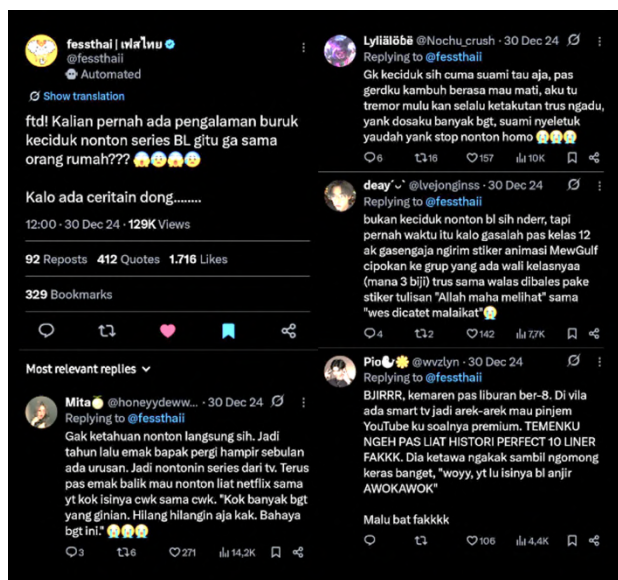 fessthai | เฟสไทย
@fessthaii
Automated
Show translation
ftd! Kalian pernah ada pengalaman buruk
keciduk nonton series BL gitu ga sama
orang rumah??? 😱😨😱😨
Kalo ada ceritain dong........
12:00 · 30 Dec 24 · 129K Views
92 Reposts 412 Quotes 1.716 Likes
329 Bookmarks
Most relevant replies
Mita🍋 @honeyydeww... · 30 Dec 24
Replying to @fessthaii
Gak ketahuan nonton langsung sih. Jadi
tahun lalu emak bapak pergi hampir sebulan
ada urusan. Jadi nontonin series dari tv. Terus
pas emak balik mau nonton liat netflix sama
yt kok isinya cwk sama cwk. "Kok banyak bgt
yang ginian. Hilang hilangin aja kak. Bahaya
bgt ini." 😭😭😭
3 6 271 14,2K
Lyliälöbë @Nochu_crush · 30 Dec 24
Replying to @fessthaii
Gk keciduk sih cuma suami tau aja, pas
gerdku kambuh berasa mau mati, aku tu
tremor mulu kan selalu ketakutan trus ngadu,
yank dosaku banyak bgt, suami nyeletuk
yaudah yank stop nonton homo 😭😭😭
6 16 157 10K
deay˘ᵕ˘ @lvejonginss · 30 Dec 24
Replying to @fessthaii
bukan keciduk nonton bl sih nderr, tapi
pernah waktu itu kalo gasalah pas kelas 12
ak gasengaja ngirim stiker animasi MewGulf
cipokan ke grup yang ada wali kelasnyaa
(mana 3 biji) trus sama walas dibales pake
stiker tulisan "Allah maha melihat" sama
"wes dicatet malaikat"😭
4 2 142 7,7K
Pio🌼 @wvzlyn · 30 Dec 24
Replying to @fessthaii
BJIRRR, kemaren pas liburan ber-8. Di vila
ada smart tv jadi arek-arek mau pinjem
YouTube ku soalnya premium. TEMENKU
NGEH PAS LIAT HISTORI PERFECT 10 LINER
FAKKK. Dia ketawa ngakak sambil ngomong
keras banget, "woyy, yt lu isinya bl anjir
AWOKAWOK"
Malu bat fakkkk
106 4,4K